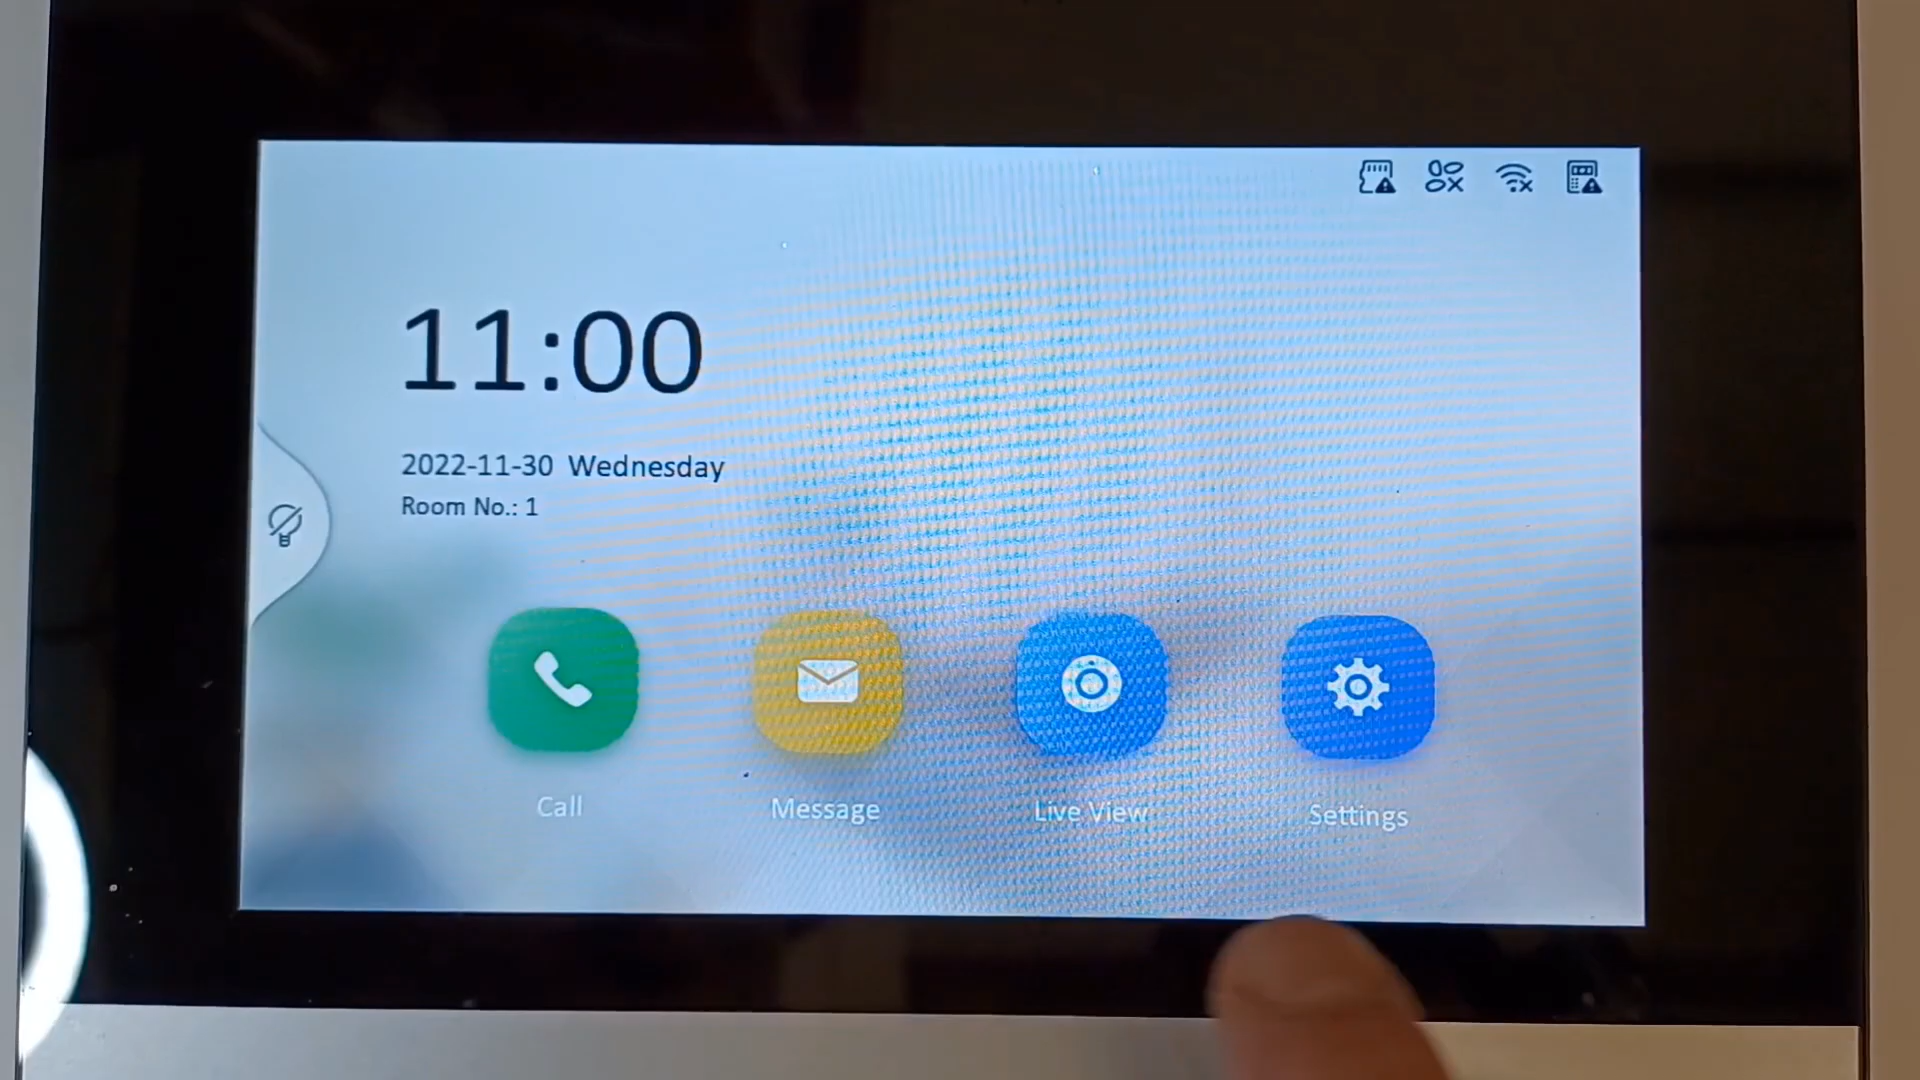 11:00
2022-11-30 Wednesday
Room No.: 1
Call
Message
Live View
Settings